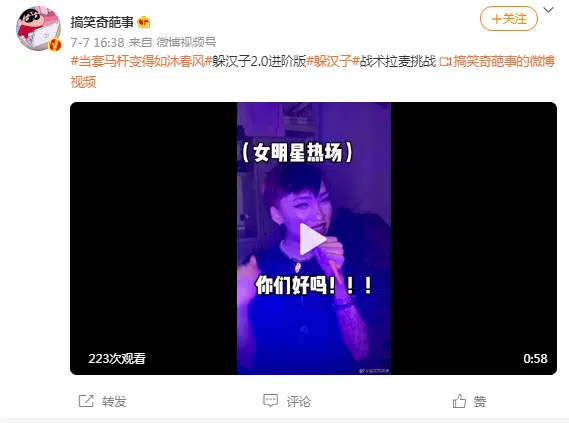 搞笑奇葩事
+关注
7-7 16:38 来自 微博视频号
#当套马杆变得如沐春风#躲汉子2.0进阶版#躲汉子#战术拉麦挑战 搞笑奇葩事的微博
视频
(女明星热场)
你们好吗!!!
223次观看
0:58
转发
评论
赞